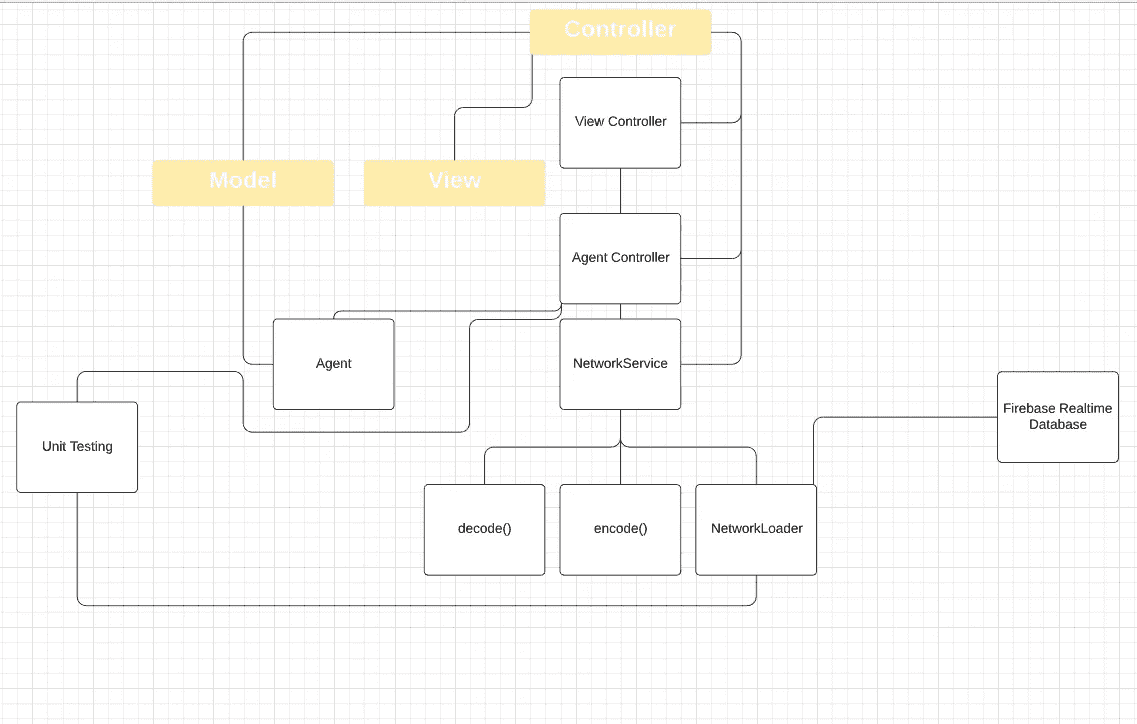 Controller
View Controller
Model
View
Agent Controller
Agent
NetworkService
Firebase Realtime
Database
Unit Testing
decode()
encode()
NetworkLoader